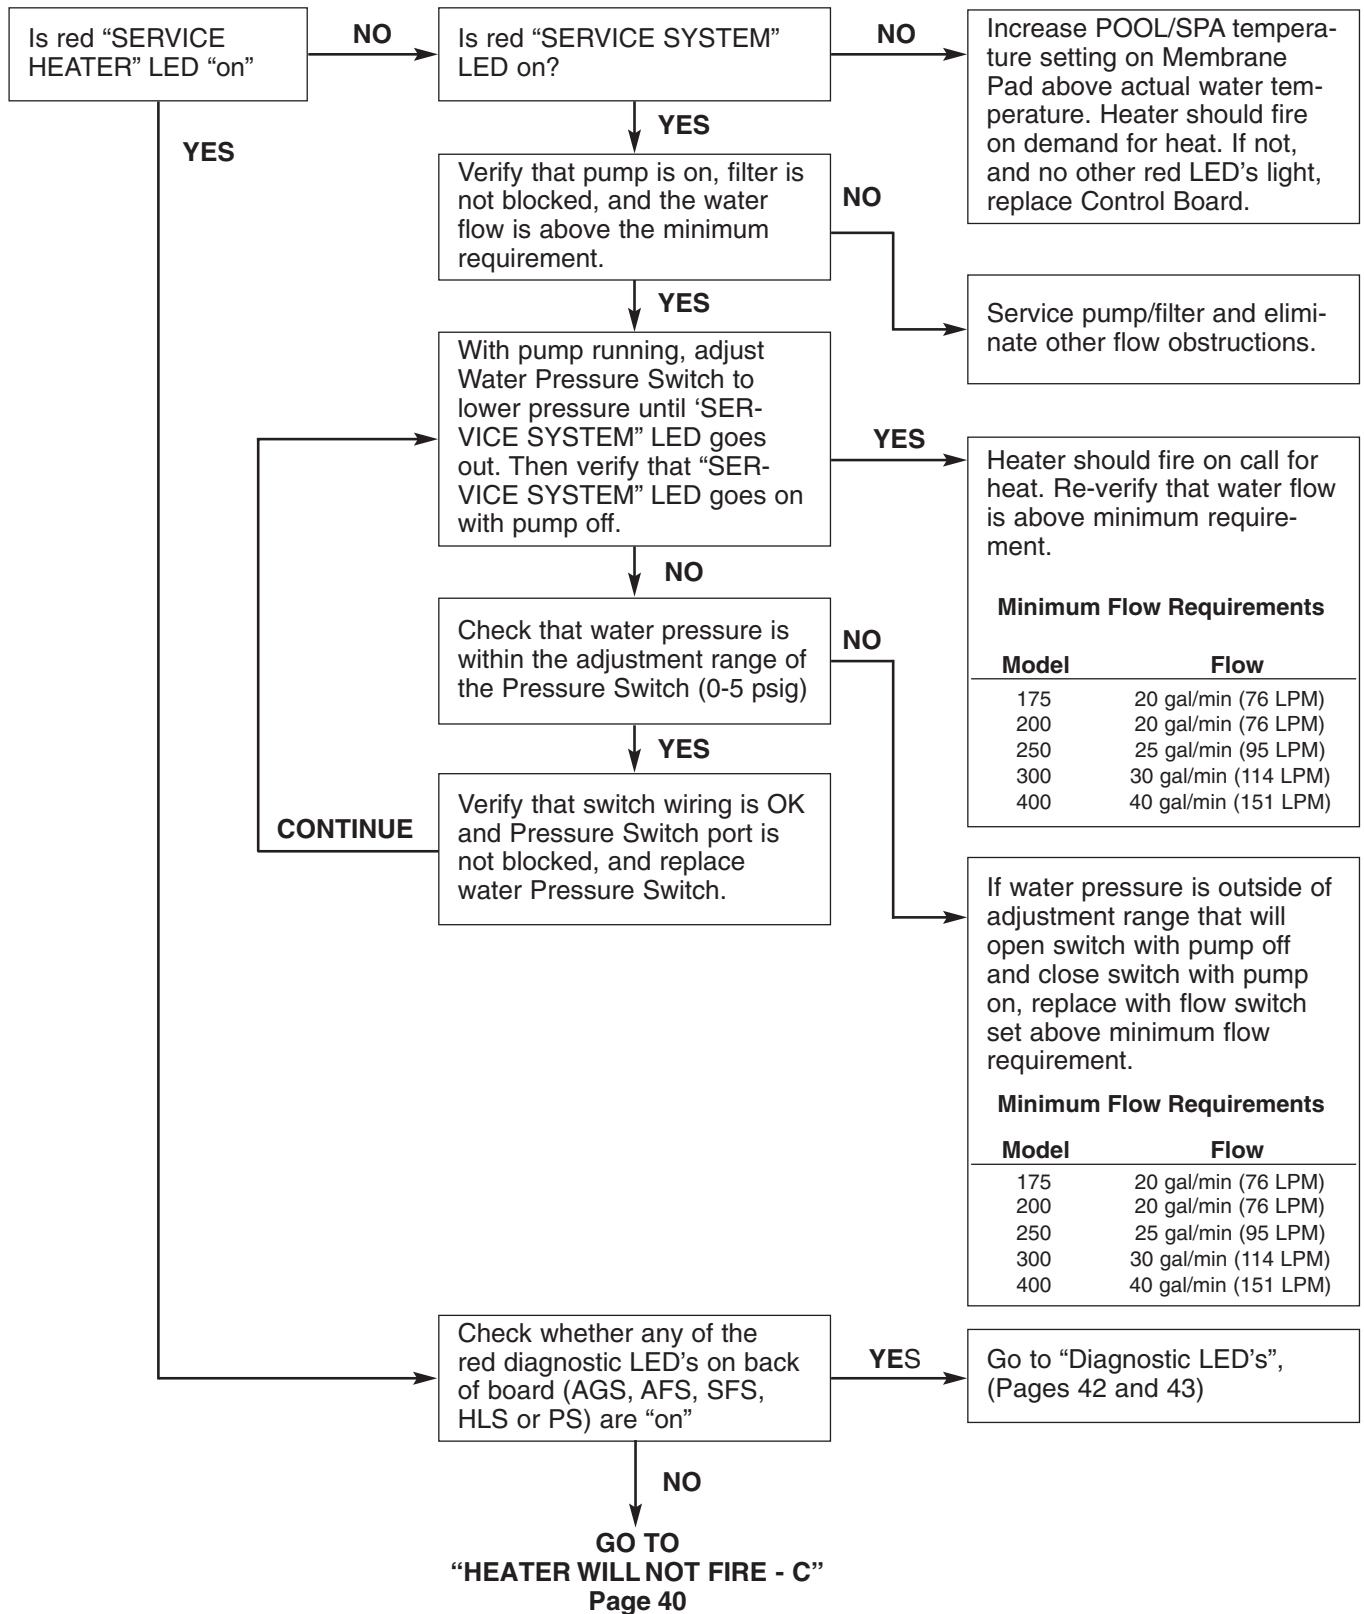 Is red “SERVICE
HEATER” LED “on”
NO
Is red “SERVICE SYSTEM”
LED on?
NO
Increase POOL/SPA tempera-
ture setting on Membrane
Pad above actual water tem-
perature. Heater should fire
on demand for heat. If not,
and no other red LED’s light,
replace Control Board.
YES
YES
Verify that pump is on, filter is
not blocked, and the water
flow is above the minimum
requirement.
NO
Service pump/filter and elimi-
nate other flow obstructions.
YES
With pump running, adjust
Water Pressure Switch to
lower pressure until ‘SER-
VICE SYSTEM” LED goes
out. Then verify that “SER-
VICE SYSTEM” LED goes on
with pump off.
YES
Heater should fire on call for
heat. Re-verify that water flow
is above minimum require-
ment.
Minimum Flow Requirements
Model Flow
175 20 gal/min (76 LPM)
200 20 gal/min (76 LPM)
250 25 gal/min (95 LPM)
300 30 gal/min (114 LPM)
400 40 gal/min (151 LPM)
NO
Check that water pressure is
within the adjustment range of
the Pressure Switch (0-5 psig)
NO
YES
Verify that switch wiring is OK
and Pressure Switch port is
not blocked, and replace
water Pressure Switch.
CONTINUE
If water pressure is outside of
adjustment range that will
open switch with pump off
and close switch with pump
on, replace with flow switch
set above minimum flow
requirement.
Minimum Flow Requirements
Model Flow
175 20 gal/min (76 LPM)
200 20 gal/min (76 LPM)
250 25 gal/min (95 LPM)
300 30 gal/min (114 LPM)
400 40 gal/min (151 LPM)
Check whether any of the
red diagnostic LED’s on back
of board (AGS, AFS, SFS,
HLS or PS) are “on”
YES
Go to “Diagnostic LED’s”,
(Pages 42 and 43)
NO
GO TO
“HEATER WILL NOT FIRE - C”
Page 40